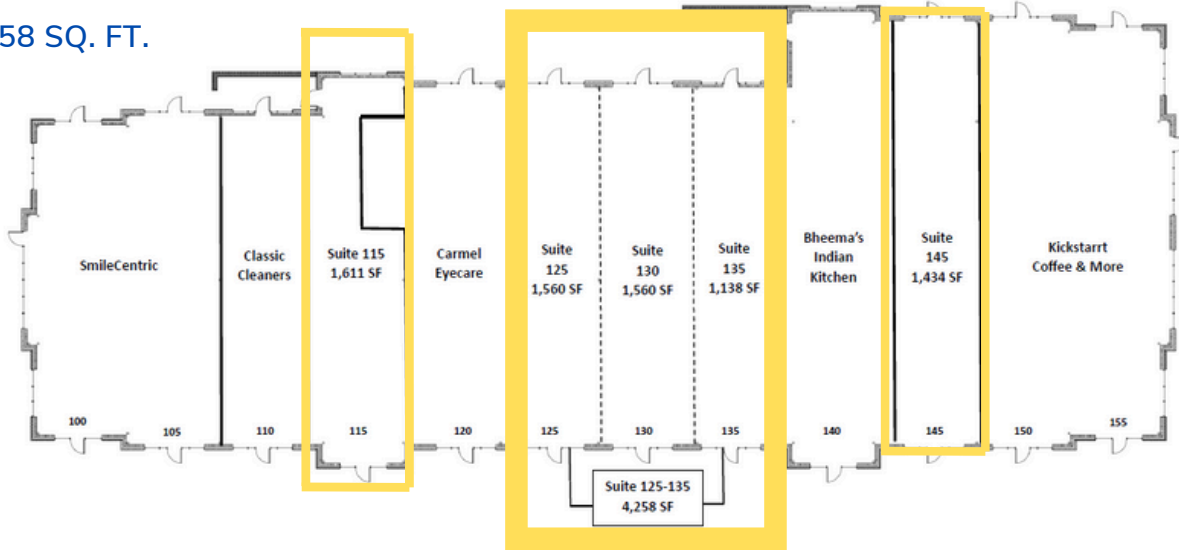 58 SQ. FT.
SmileCentric
Classic
Cleaners
Suite 115
1,611 SF
Carmel
Eyecare
Suite
125
1,560 SF
Suite
130
1,560 SF
Suite
135
1,138 SF
Bheema's
Indian
Kitchen
Suite
145
1,434 SF
Kickstarrt
Coffee & More
100
105
110
115
120
125
130
135
140
145
150
155
Suite 125-135
4,258 SF